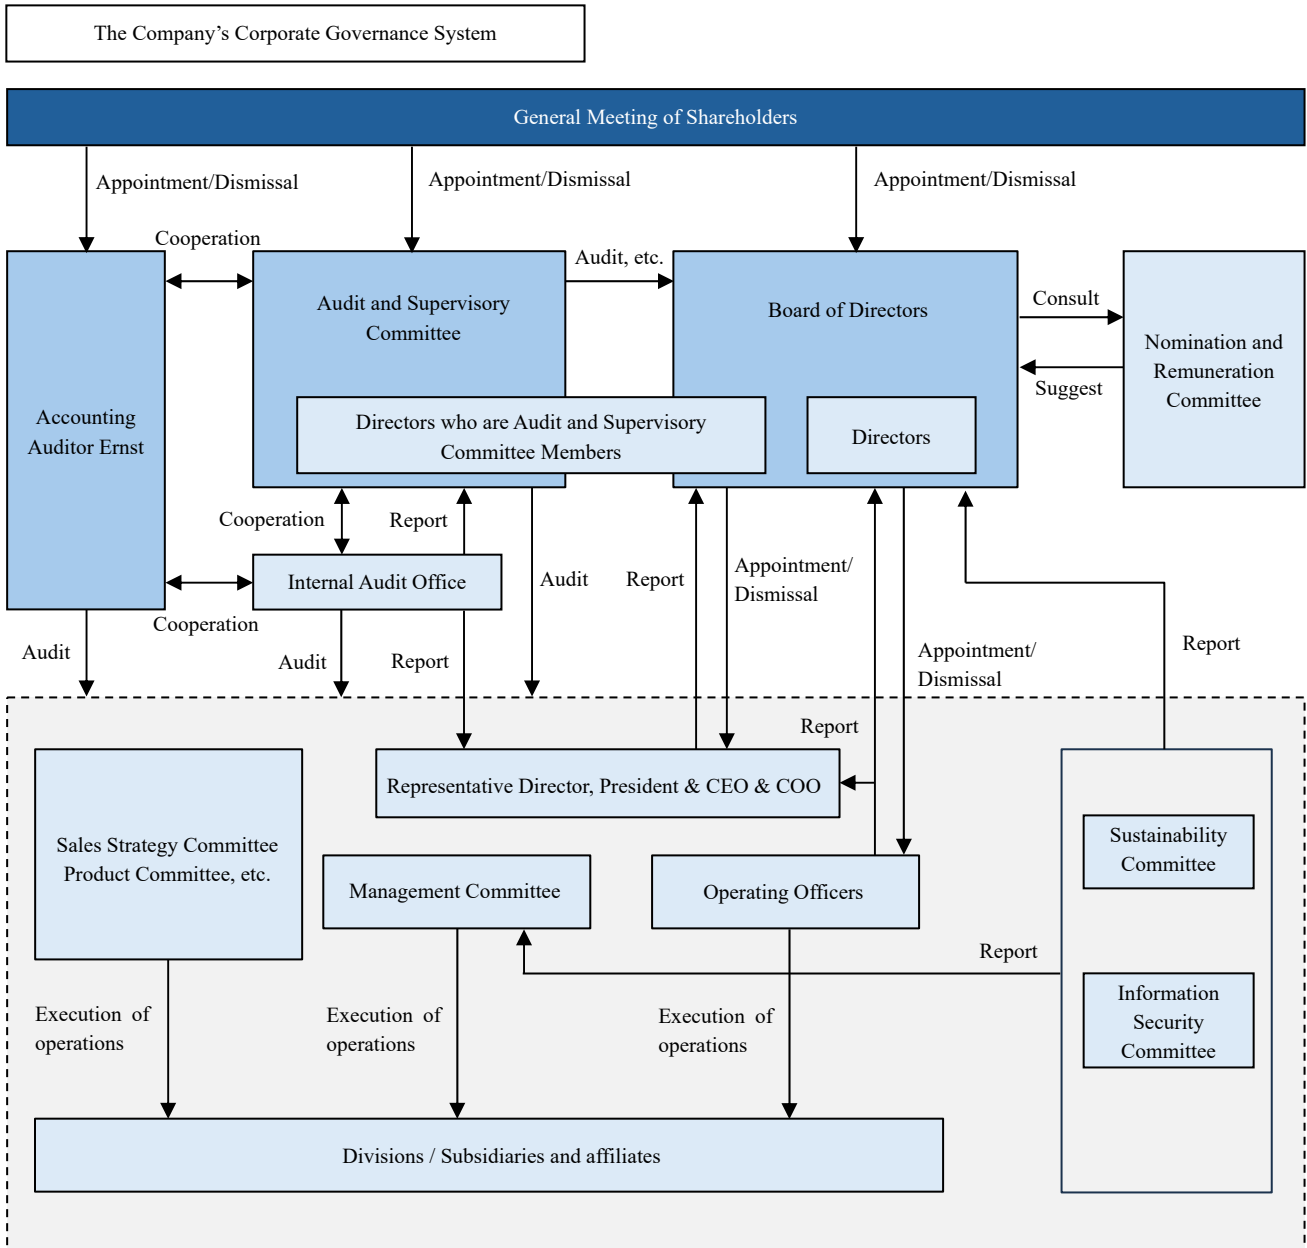 The Company’s Corporate Governance System
General Meeting of Shareholders
Appointment/Dismissal
Appointment/Dismissal
Appointment/Dismissal
Cooperation
Audit, etc.
Audit and Supervisory
Committee
Board of Directors
Consult
Suggest
Nomination and
Remuneration
Committee
Accounting
Auditor Ernst
Directors who are Audit and Supervisory
Committee Members
Directors
Cooperation
Report
Internal Audit Office
Cooperation
Audit
Audit
Report
Audit
Report
Appointment/
Dismissal
Appointment/
Dismissal
Report
Report
Representative Director, President & CEO & COO
Sales Strategy Committee
Product Committee, etc.
Management Committee
Operating Officers
Sustainability
Committee
Report
Information
Security
Committee
Execution of
operations
Execution of
operations
Execution of
operations
Divisions / Subsidiaries and affiliates